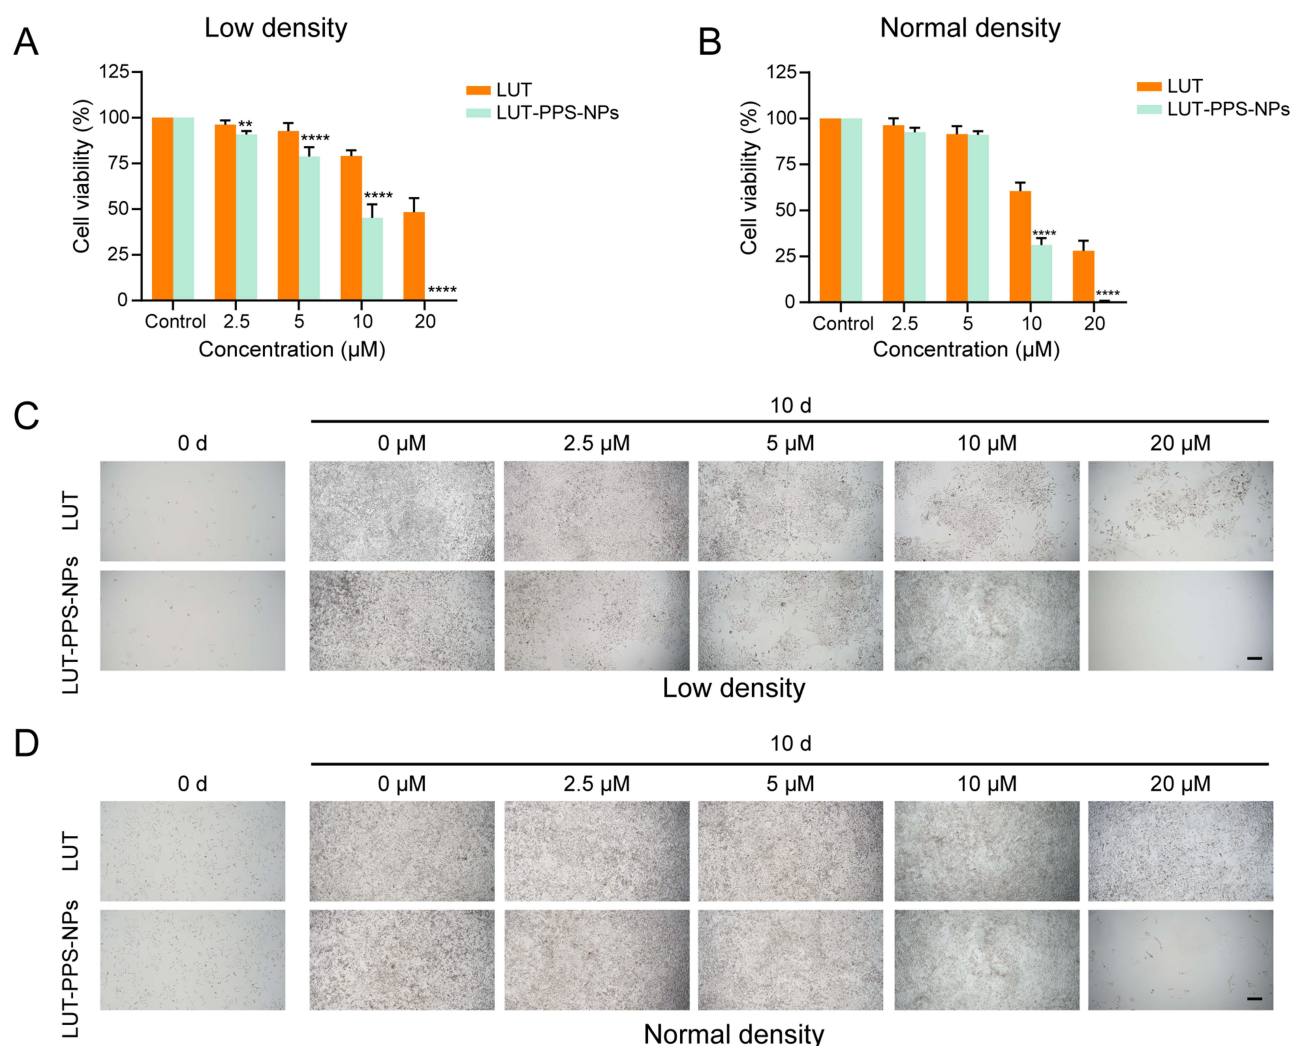 A
Low density
125
100
75
50
25
0
Cell viability (%)
LUT
LUT-PPS-NPs
**
****
****
****
Control 2.5 5 10 20
Concentration (µM)
B
Normal density
125
100
75
50
25
0
Cell viability (%)
LUT
LUT-PPS-NPs
****
****
Control 2.5 5 10 20
Concentration (µM)
C
10 d
0 d 0 µM 2.5 µM 5 µM 10 µM 20 µM
LUT
LUT-PPS-NPs
Low density
D
10 d
0 d 0 µM 2.5 µM 5 µM 10 µM 20 µM
LUT
LUT-PPS-NPs
Normal density